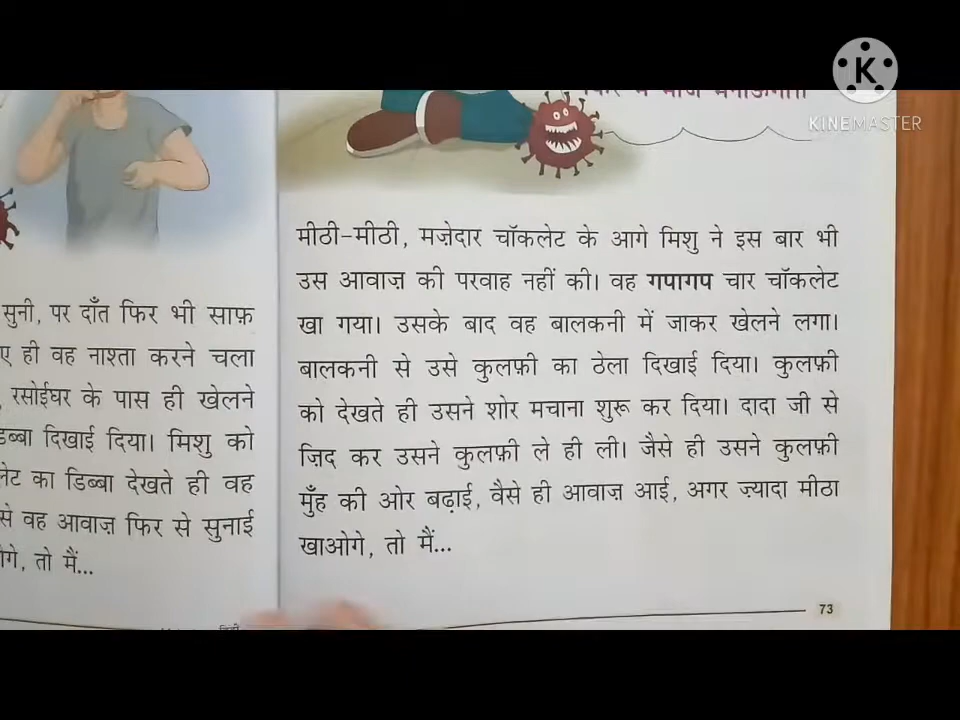 KINEMASTER
सुनी, पर दाँत फिर भी साफ़
ए ही वह नाश्ता करने चला
रसोईघर के पास ही खेलने
डब्बा दिखाई दिया। मिशु को
लेट का डिब्बा देखते ही वह
से वह आवाज़ फिर से सुनाई
गे, तो मैं...
मीठी-मीठी, मज़ेदार चॉकलेट के आगे मिशु ने इस बार भी
उस आवाज़ की परवाह नहीं की। वह गपागप चार चॉकलेट
खा गया। उसके बाद वह बालकनी में जाकर खेलने लगा।
बालकनी से उसे कुलफ़ी का ठेला दिखाई दिया। कुलफ़ी
को देखते ही उसने शोर मचाना शुरू कर दिया। दादा जी से
ज़िद कर उसने कुलफ़ी ले ही ली। जैसे ही उसने कुलफ़ी
मुँह की ओर बढ़ाई, वैसे ही आवाज़ आई, अगर ज़्यादा मीठा
खाओगे, तो मैं...
73